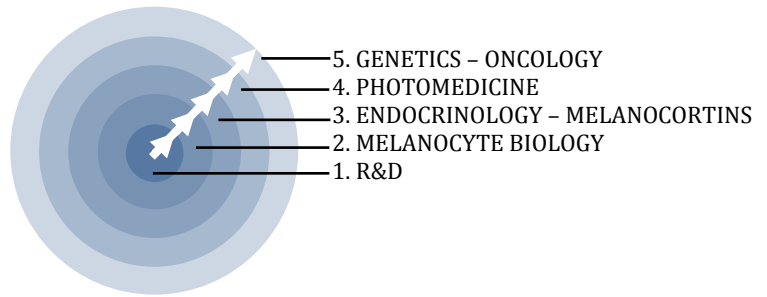 5. GENETICS – ONCOLOGY
4. PHOTOMEDICINE
3. ENDOCRINOLOGY – MELANOCORTINS
2. MELANOCYTE BIOLOGY
1. R&D